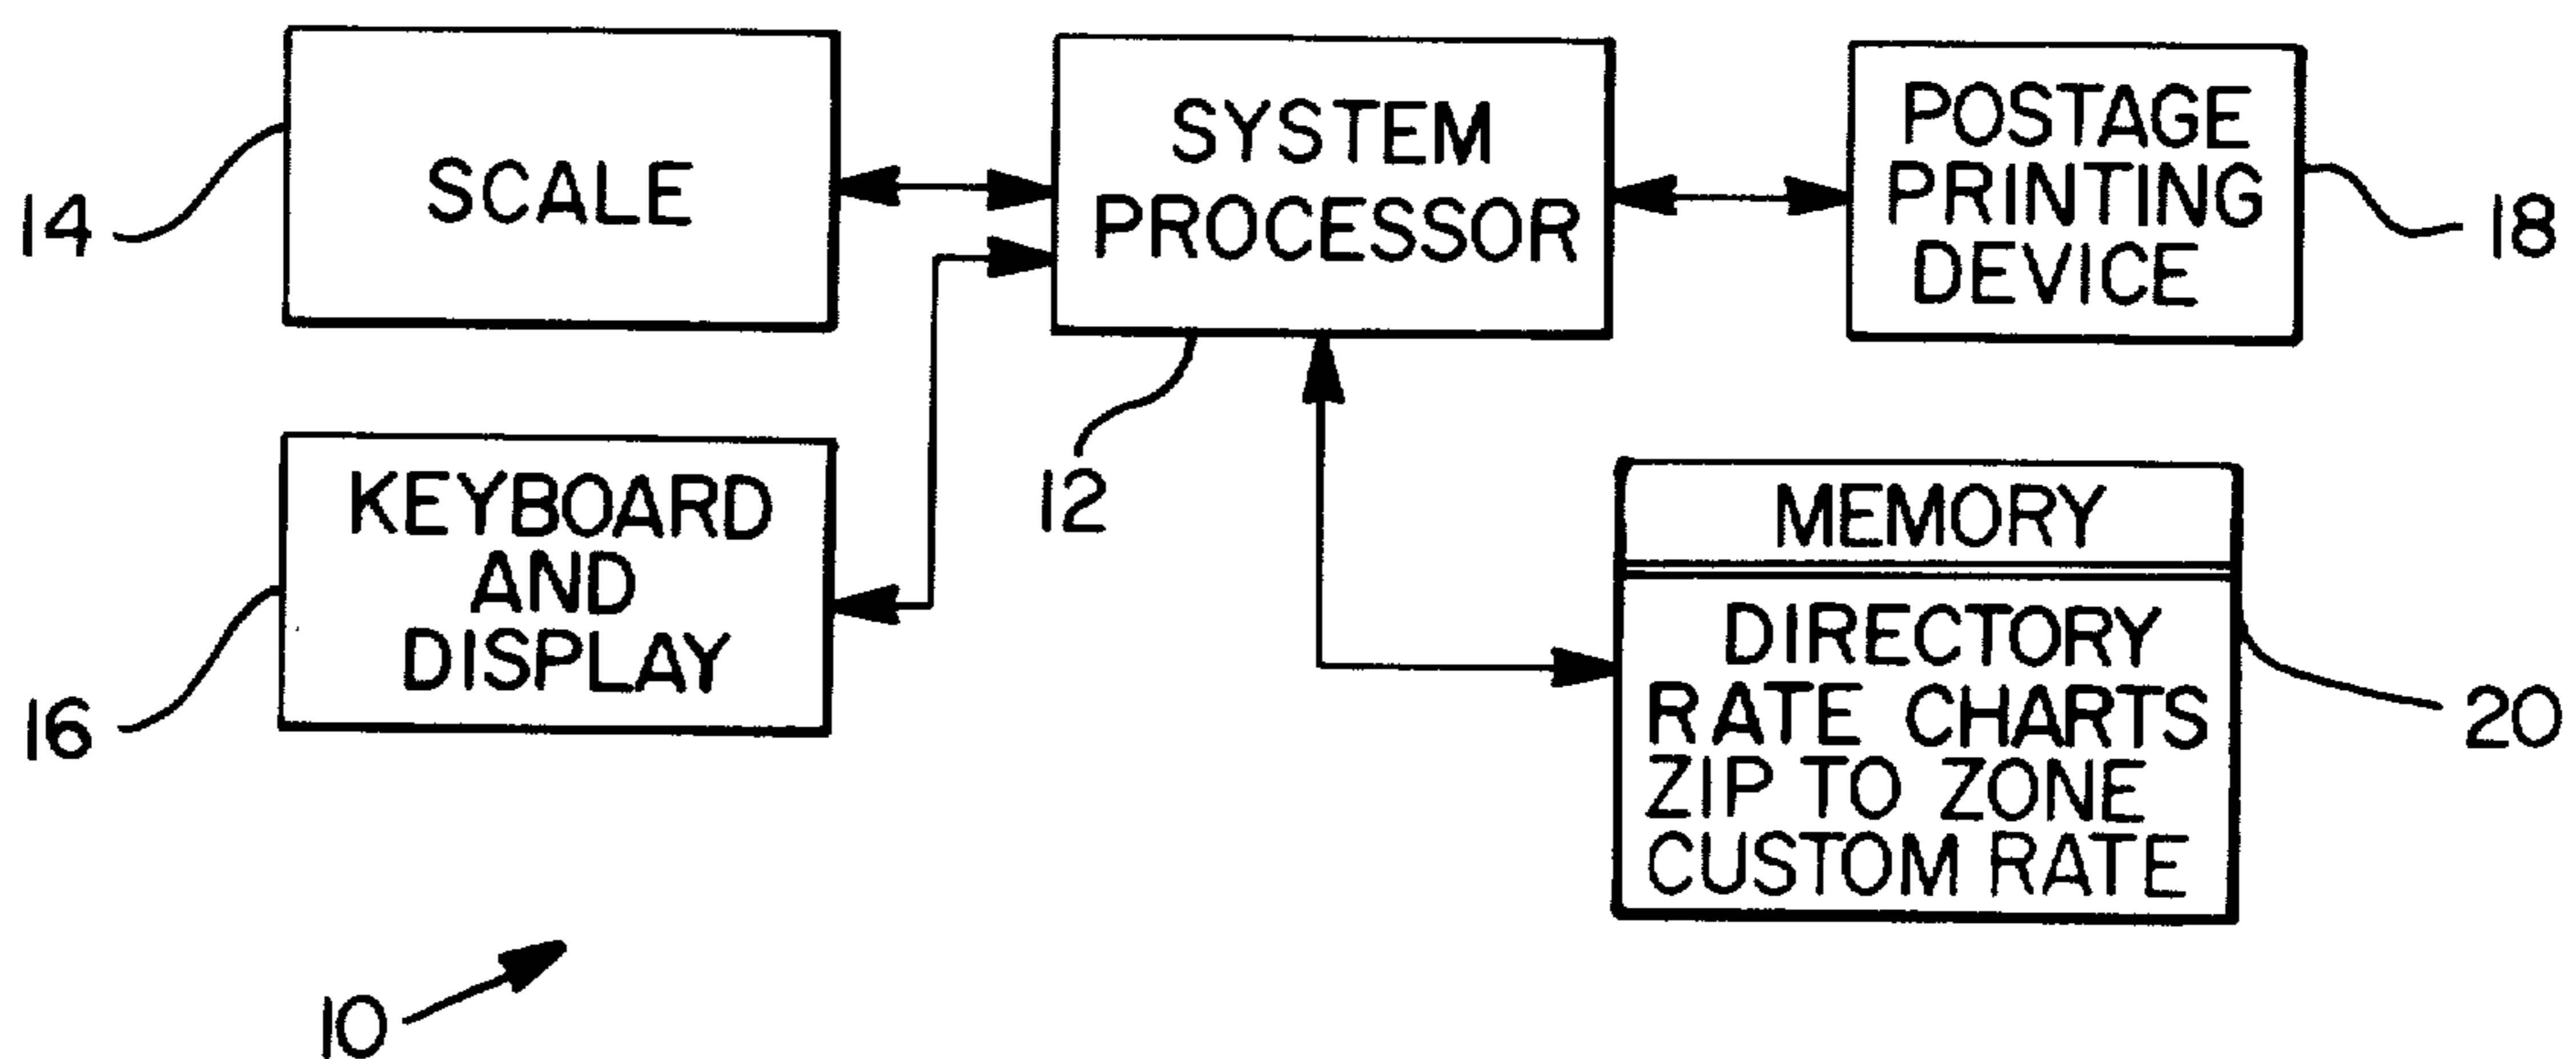 SCALE
14
SYSTEM
PROCESSOR
12
POSTAGE
PRINTING
DEVICE
18
KEYBOARD
AND
DISPLAY
16
MEMORY
DIRECTORY
RATE CHARTS
ZIP TO ZONE
CUSTOM RATE
20
10